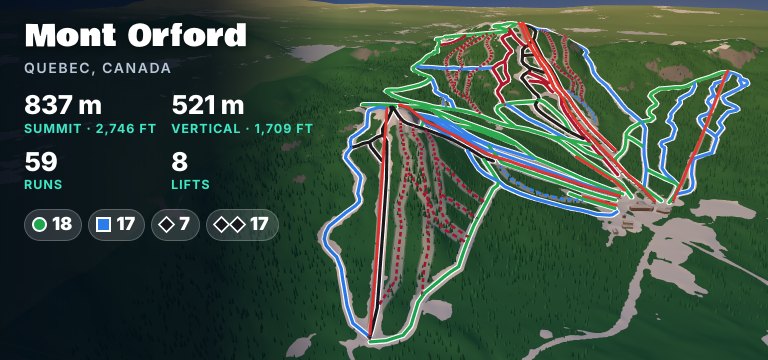 Mont Orford
QUEBEC, CANADA
837 m 521 m
SUMMIT · 2,746 FT VERTICAL · 1,709 FT
59 8
RUNS LIFTS
18 17 7 17